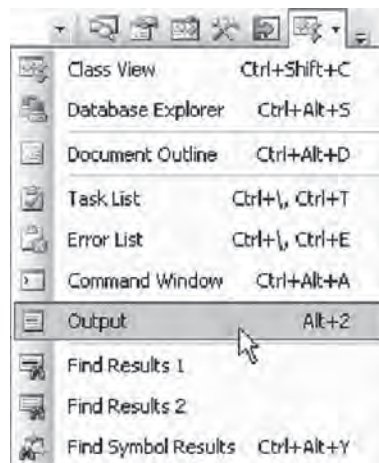 Class View Ctrl+Shift+C
Database Explorer Ctrl+Alt+S
Document Outline Ctrl+Alt+D
Task List Ctrl+\, Ctrl+T
Error List Ctrl+\, Ctrl+E
Command Window Ctrl+Alt+A
Output Alt+2
Find Results 1
Find Results 2
Find Symbol Results Ctrl+Alt+Y